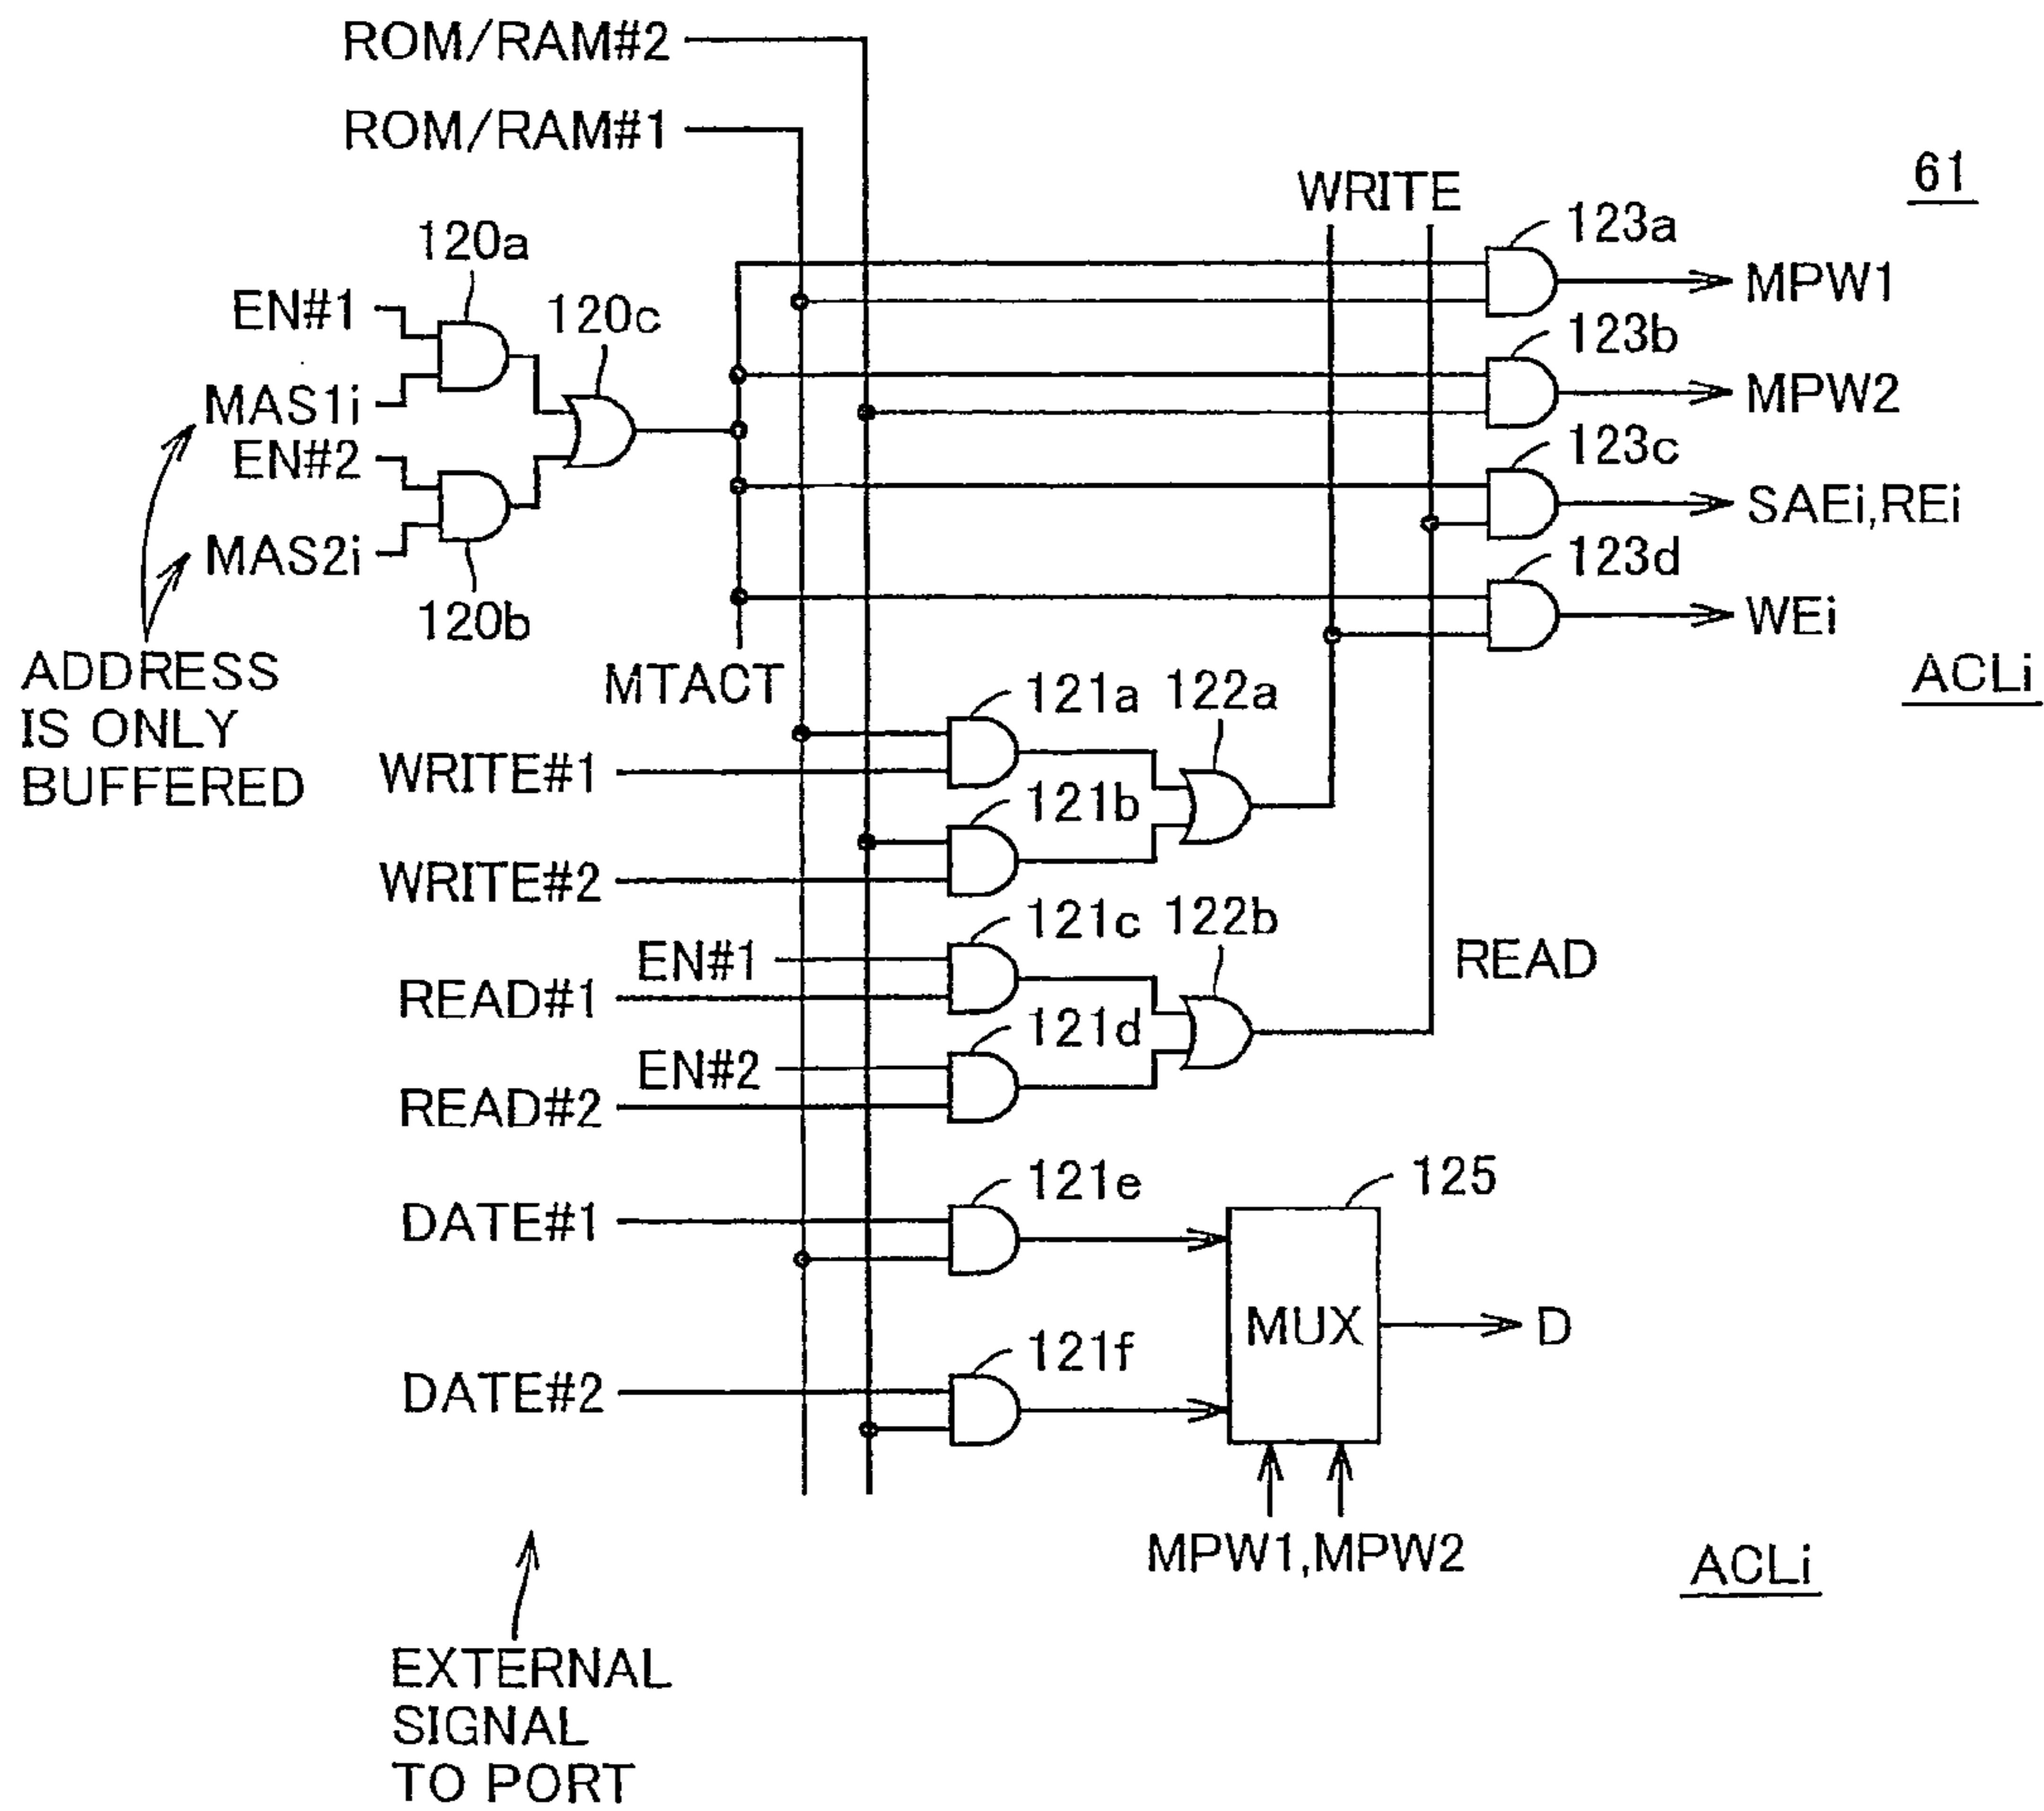 ROM/RAM#2
ROM/RAM#1
61
WRITE
123a
120a
MPW1
EN#1
120c
123b
MAS1i
MPW2
EN#2
123c
MAS2i
SAEi,REi
123d
120b
WEi
ADDRESS
IS ONLY
BUFFERED
MTACT
121a
122a
ACLi
WRITE#1
121b
WRITE#2
121c
122b
EN#1
READ
READ#1
121d
EN#2
READ#2
121e
125
DATE#1
MUX
D
121f
DATE#2
MPW1,MPW2
ACLi
EXTERNAL
SIGNAL
TO PORT